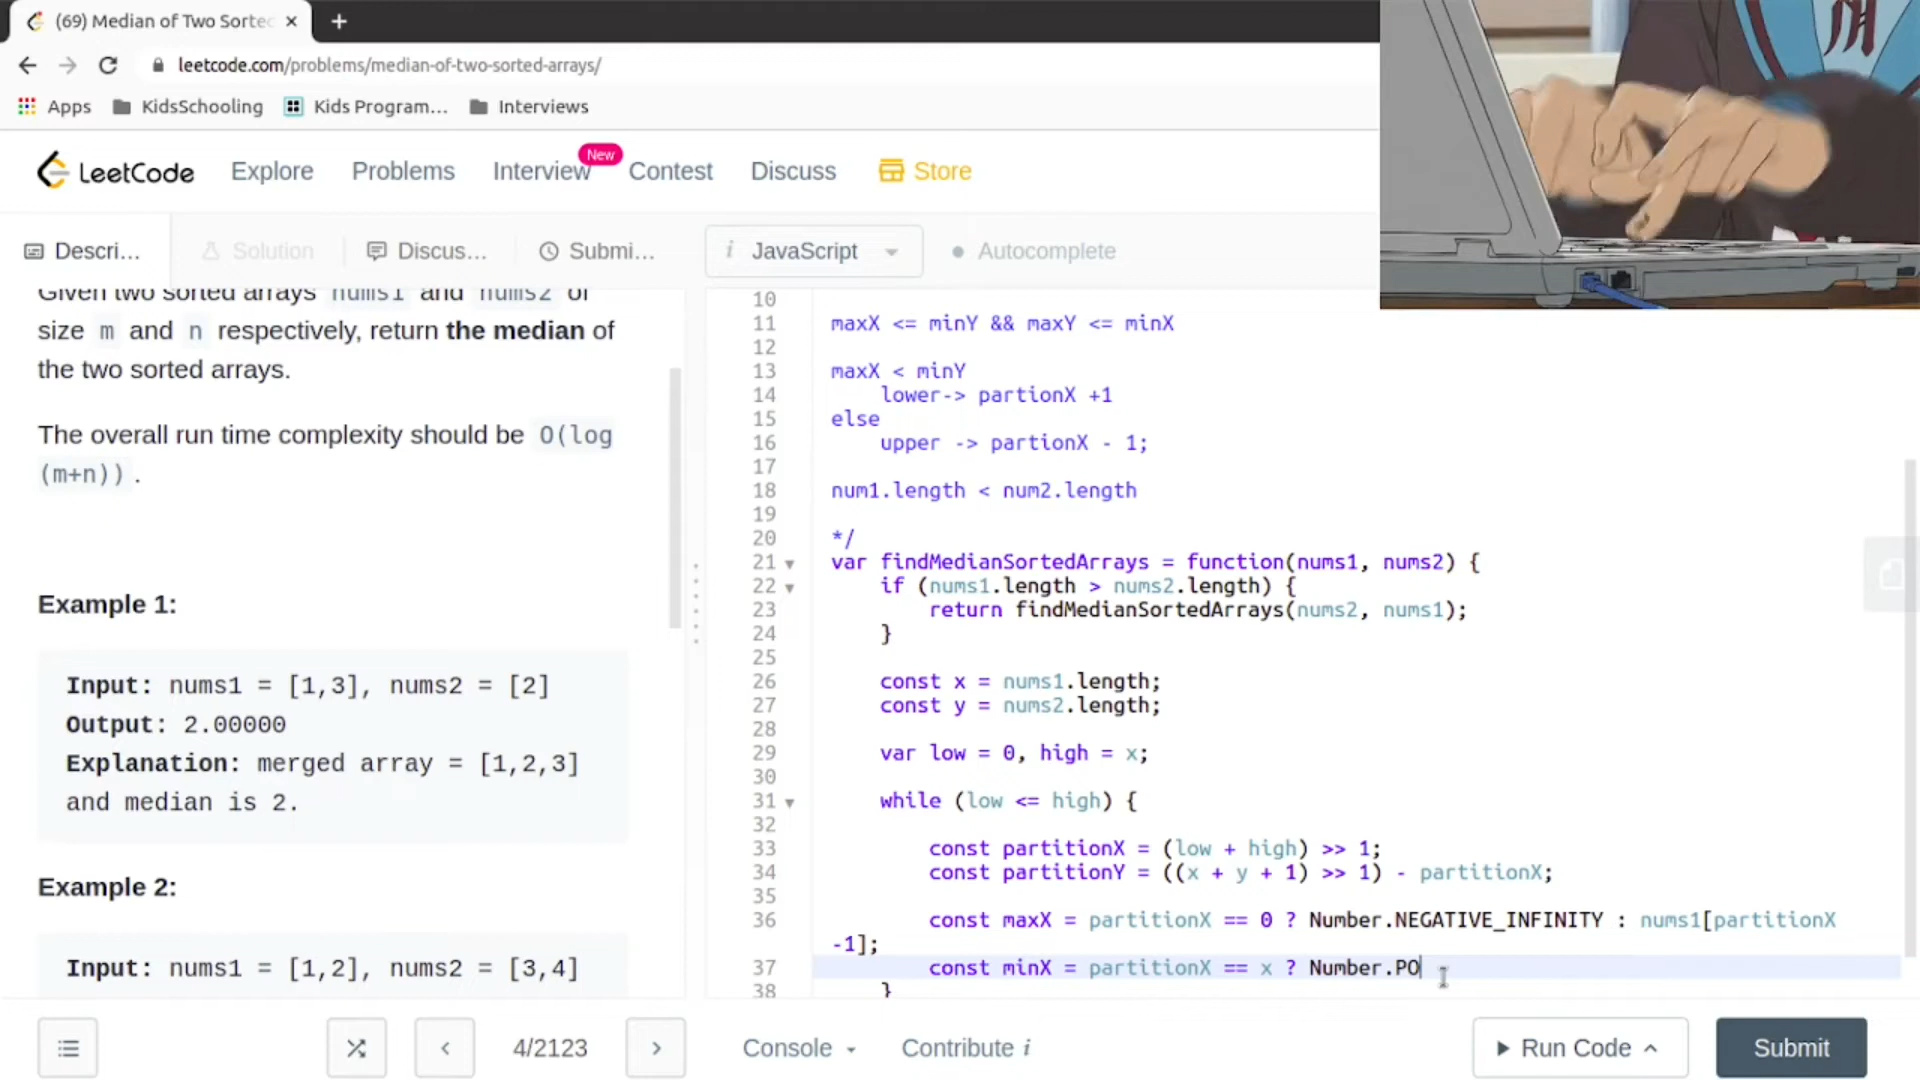 (69) Median of Two Sorted
leetcode.com/problems/median-of-two-sorted-arrays/
Apps KidsSchooling Kids Program... Interviews
LeetCode Explore Problems Interview New Contest Discuss Store
Descri... Solution Discus... Submi... i JavaScript Autocomplete
Given two sorted arrays nums1 and nums2 of
size m and n respectively, return the median of
the two sorted arrays.
The overall run time complexity should be O(log
(m+n)) .
Example 1:
Input: nums1 = [1,3], nums2 = [2]
Output: 2.00000
Explanation: merged array = [1,2,3]
and median is 2.
Example 2:
Input: nums1 = [1,2], nums2 = [3,4]
10
11 maxX <= minY && maxY <= minX
12
13 maxX < minY
14 lower-> partionX +1
15 else
16 upper -> partionX - 1;
17
18 num1.length < num2.length
19
20 */
21 var findMedianSortedArrays = function(nums1, nums2) {
22 if (nums1.length > nums2.length) {
23 return findMedianSortedArrays(nums2, nums1);
24 }
25
26 const x = nums1.length;
27 const y = nums2.length;
28
29 var low = 0, high = x;
30
31 while (low <= high) {
32
33 const partitionX = (low + high) >> 1;
34 const partitionY = ((x + y + 1) >> 1) - partitionX;
35
36 const maxX = partitionX == 0 ? Number.NEGATIVE_INFINITY : nums1[partitionX
-1];
37 const minX = partitionX == x ? Number.PO
38 }
4/2123 Console Contribute i Run Code Submit